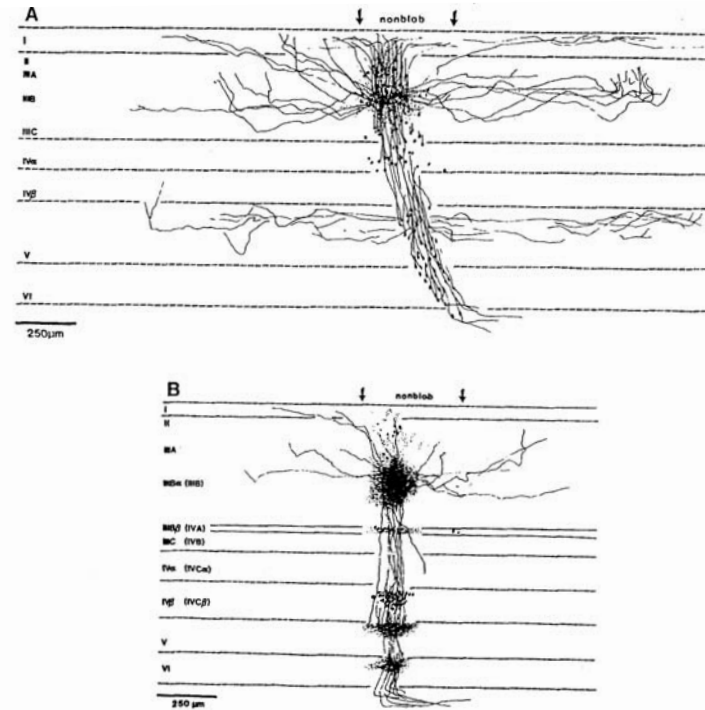 A
nonblob
I
II
IIIA
IIIB
IIIC
IVα
IVβ
V
VI
250μm
B
nonblob
I
II
IIIA
IIIBα (IIIB)
IIIBβ (IVA)
IIIC (IVB)
IVα (IVCα)
IVβ (IVCβ)
V
VI
250 μm